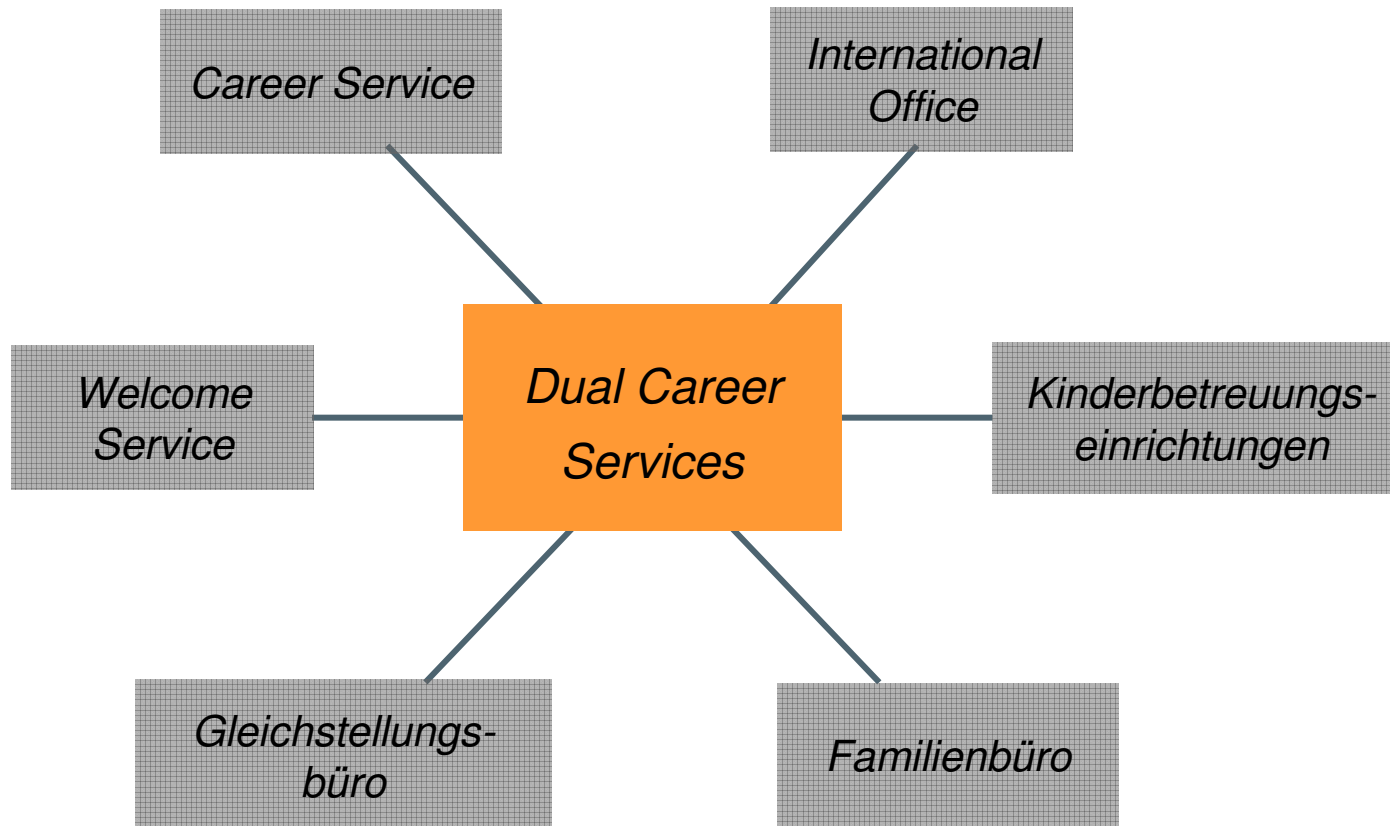 Career Service
International
Office
Welcome
Service
Dual Career
Services
Kinderbetreuungs-
einrichtungen
Gleichstellungs-
büro
Familienbüro